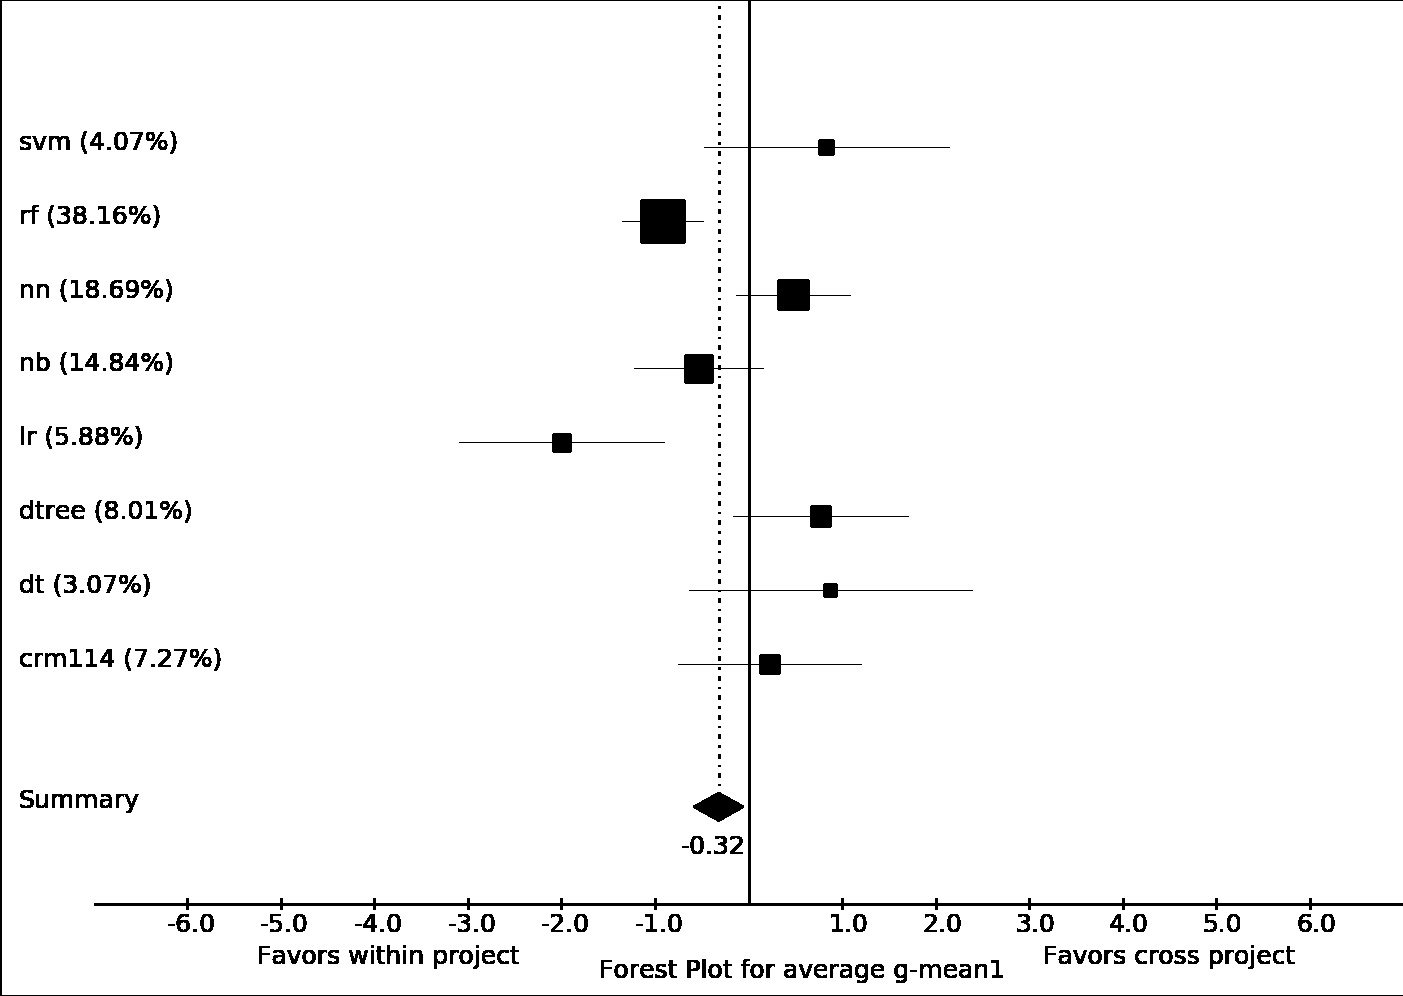 svm (4.07%)
rf (38.16%)
nn (18.69%)
nb (14.84%)
lr (5.88%)
dtree (8.01%)
dt (3.07%)
crm114 (7.27%)
Summary
-0.32
-6.0 -5.0 -4.0 -3.0 -2.0 -1.0 1.0 2.0 3.0 4.0 5.0 6.0
Favors within project Favors cross project
Forest Plot for average g-mean1